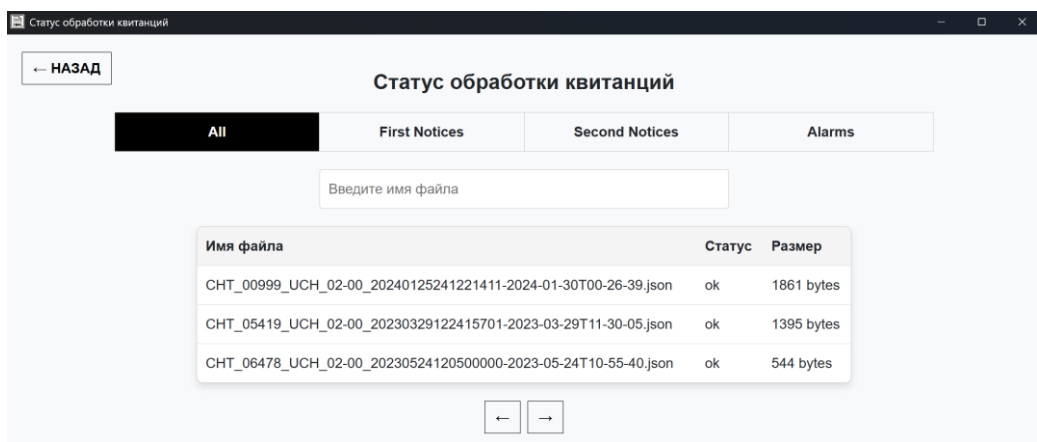 Статус обработки квитанций
← НАЗАД
Статус обработки квитанций
All First Notices Second Notices Alarms
Введите имя файла
Имя файла Статус Размер
CHT_00999_UCH_02-00_20240125241221411-2024-01-30T00-26-39.json ok 1861 bytes
CHT_05419_UCH_02-00_20230329122415701-2023-03-29T11-30-05.json ok 1395 bytes
CHT_06478_UCH_02-00_20230524120500000-2023-05-24T10-55-40.json ok 544 bytes
← →